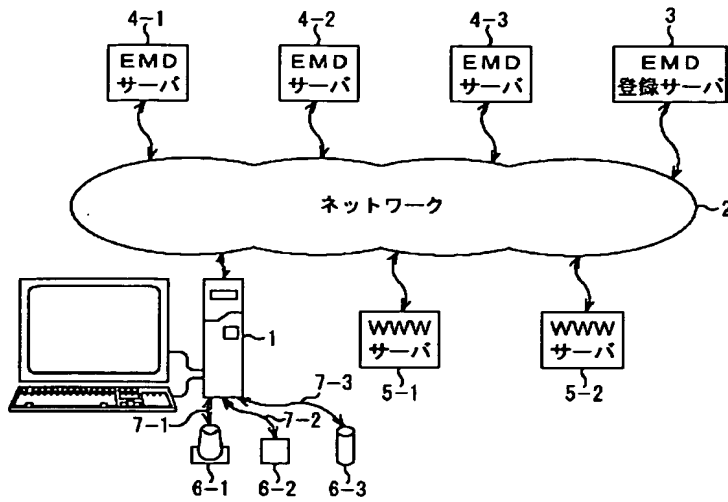 4-1
4-2
4-3
3
EMD
サーバ
EMD
サーバ
EMD
サーバ
EMD
登録サーバ
ネットワーク
2
1
WWW
サーバ
WWW
サーバ
5-1
5-2
7-3
7-1
7-2
6-1
6-2
6-3